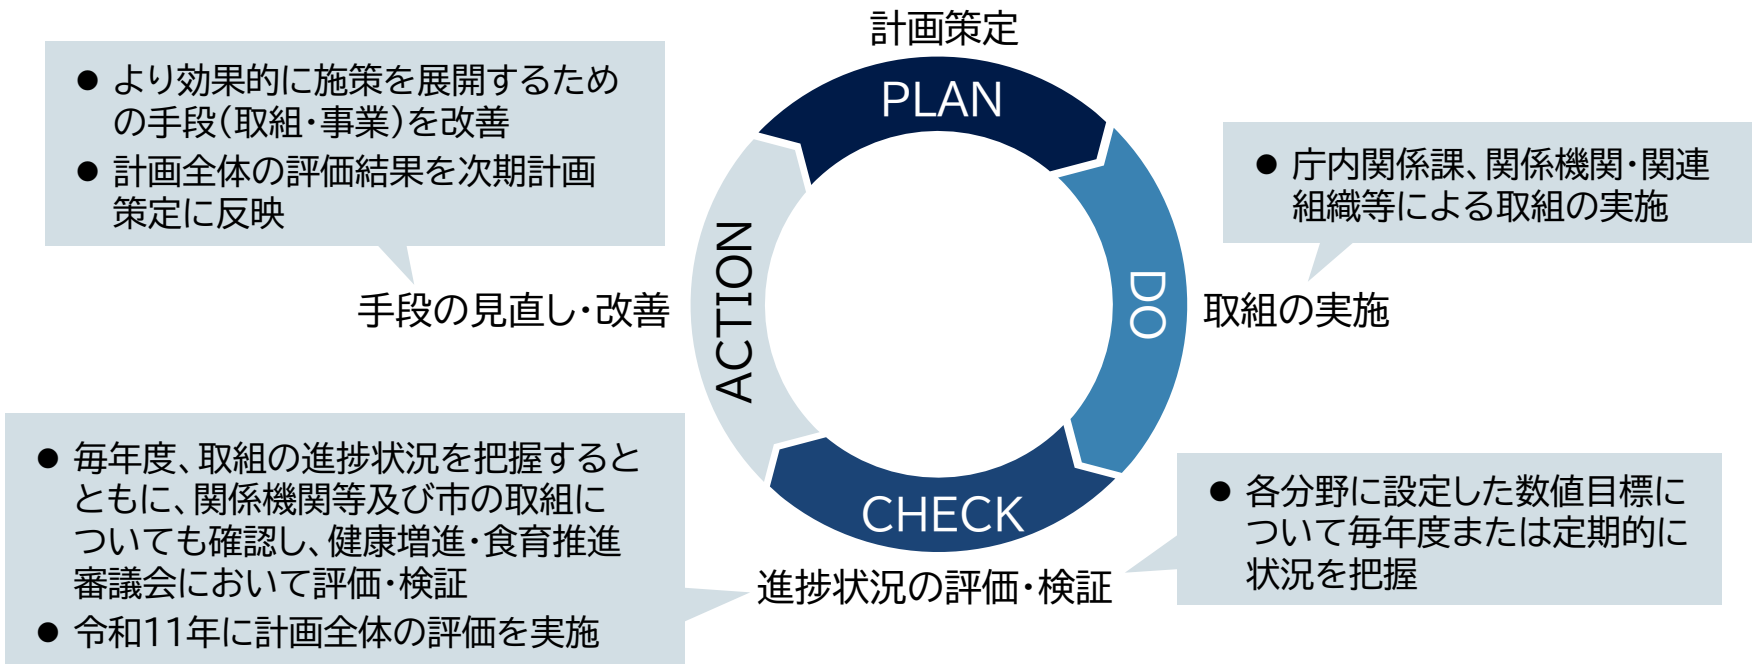 計画策定
PLAN
● より効果的に施策を展開するため
の手段(取組・事業)を改善
● 計画全体の評価結果を次期計画
策定に反映
● 庁内関係課、関係機関・関連
組織等による取組の実施
ACTION
手段の見直し・改善
DO
取組の実施
● 毎年度、取組の進捗状況を把握すると
ともに、関係機関等及び市の取組に
ついても確認し、健康増進・食育推進
審議会において評価・検証
● 令和11年に計画全体の評価を実施
CHECK
進捗状況の評価・検証
● 各分野に設定した数値目標に
ついて毎年度または定期的に
状況を把握